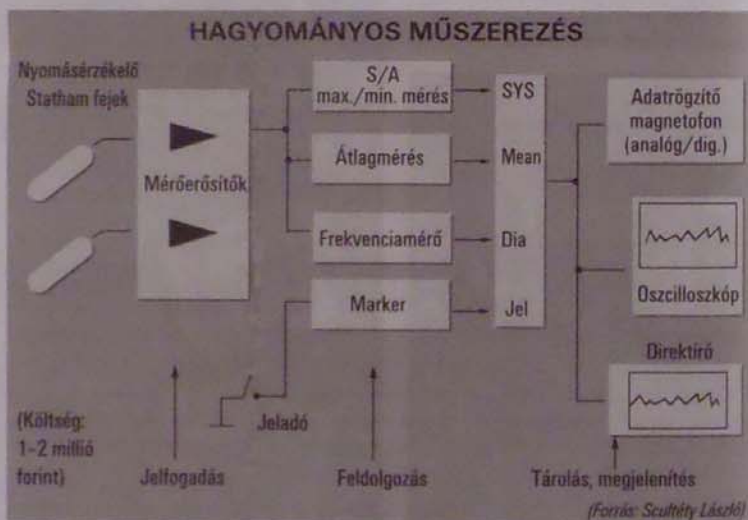 HAGYOMÁNYOS MŰSZEREZÉS
Nyomásérzékelő
Statham fejek
Mérőerősítők
S/A
max./min. mérés
Átlagmérés
Frekvenciamérő
Marker
SYS
Mean
Dia
Jel
Adatrögzítő
magnetofon
(analóg/dig.)
Oszcilloszkóp
Direktíró
Jeladó
(Költség:
1–2 millió
forint)
Jelfogadás
Feldolgozás
Tárolás, megjelenítés
(Forrás: Scultéty László)